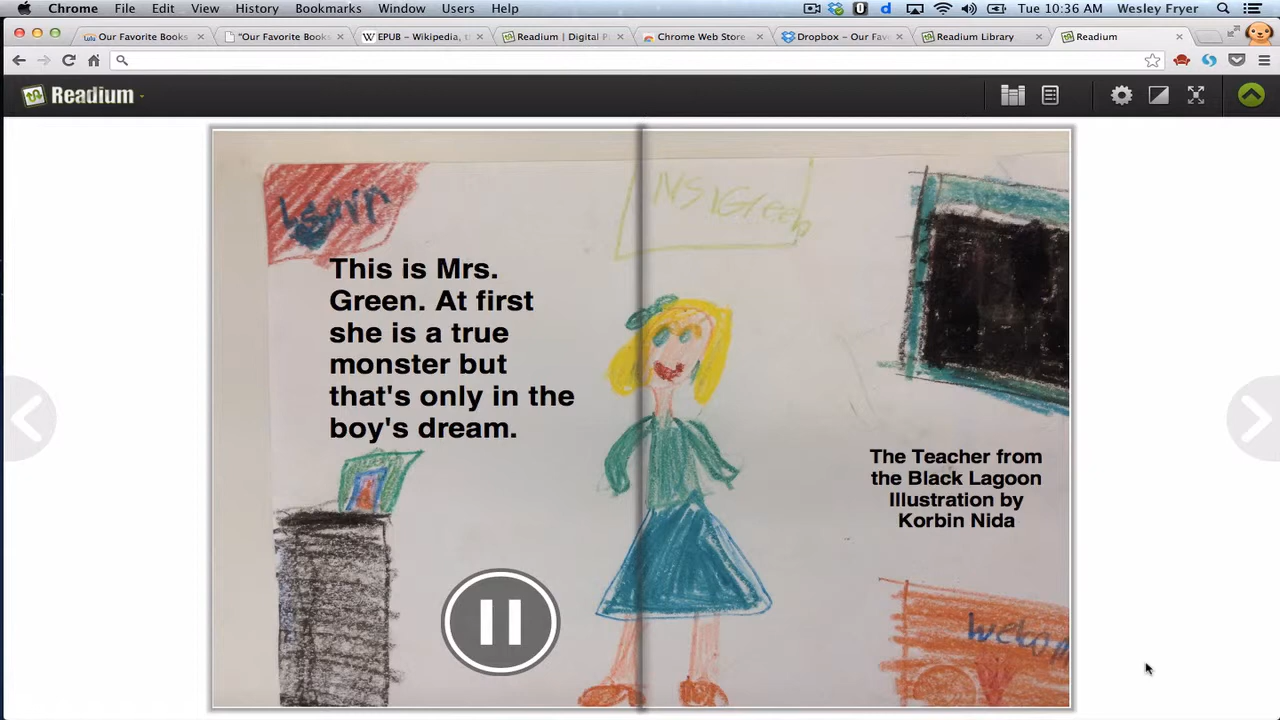 Chrome File Edit View History Bookmarks Window Users Help Tue 10:36 AM Wesley Fryer
Our Favorite Books
"Our Favorite Books
EPUB – Wikipedia, t
Readium | Digital P
Chrome Web Store
Dropbox – Our Fav
Readium Library
Readium
Readium
Learn
This is Mrs.
Green. At first
she is a true
monster but
that's only in the
boy's dream.
The Teacher from
the Black Lagoon
Illustration by
Korbin Nida
welcom